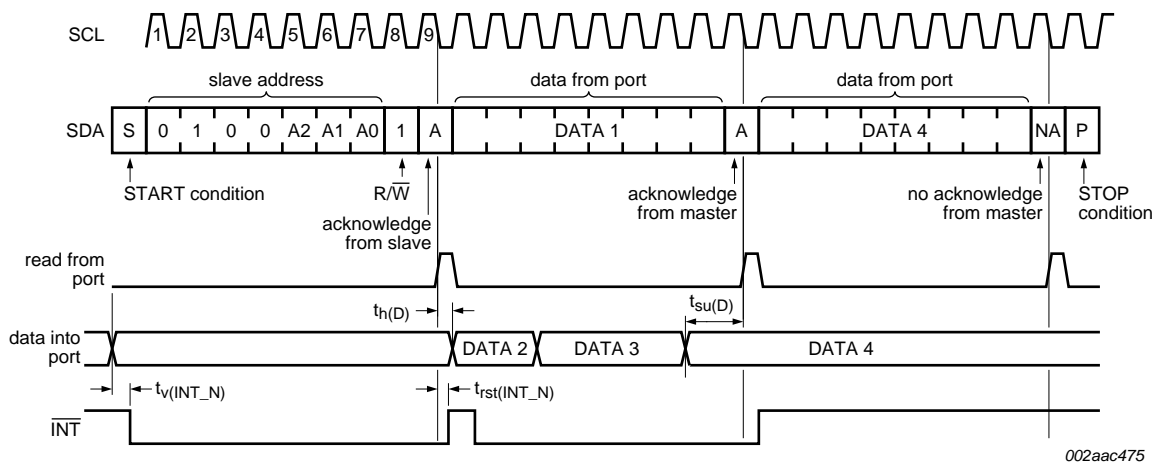 SCL 1 2 3 4 5 6 7 8 9
slave address data from port data from port
SDA S 0 1 0 0 A2 A1 A0 1 A DATA 1 A DATA 4 NA P
START condition R/W̅ acknowledge from slave acknowledge from master no acknowledge from master STOP condition
read from port
th(D) tsu(D)
data into port DATA 2 DATA 3 DATA 4
tv(INT_N) trst(INT_N)
I̅N̅T̅
002aac475